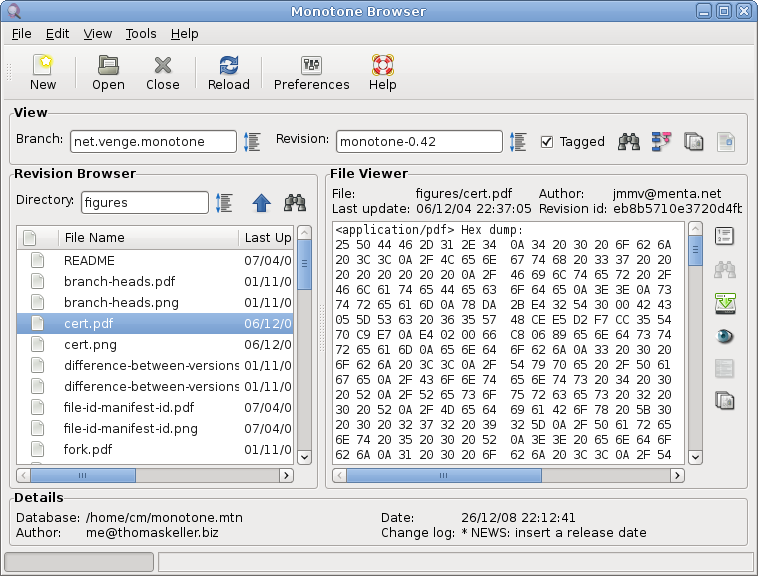 Monotone Browser
File Edit View Tools Help
New Open Close Reload Preferences Help
View
Branch: net.venge.monotone Revision: monotone-0.42 Tagged
Revision Browser
Directory: figures
File Name Last Up
README 07/04/0
branch-heads.pdf 01/11/0
branch-heads.png 01/11/0
cert.pdf 06/12/0
cert.png 06/12/0
difference-between-versions 01/11/0
difference-between-versions 01/11/0
file-id-manifest-id.pdf 07/04/0
file-id-manifest-id.png 07/04/0
fork.pdf 01/11/0
File Viewer
File: figures/cert.pdf Author: jmmv@menta.net
Last update: 06/12/04 22:37:05 Revision id: eb8b5710e3720d4fb
<application/pdf> Hex dump:
25 50 44 46 2D 31 2E 34 0A 34 20 30 20 6F 62 6A
20 3C 3C 0A 2F 4C 65 6E 67 74 68 20 33 37 20 20
20 20 20 20 20 20 0A 2F 46 69 6C 74 65 72 20 2F
46 6C 61 74 65 44 65 63 6F 64 65 0A 3E 3E 0A 73
74 72 65 61 6D 0A 78 DA 2B E4 32 54 30 00 42 43
05 5D 53 63 20 36 35 57 48 CE E5 D2 F7 CC 35 54
70 C9 E7 0A E4 02 00 66 C8 06 89 65 6E 64 73 74
72 65 61 6D 0A 65 6E 64 6F 62 6A 0A 33 20 30 20
6F 62 6A 20 3C 3C 0A 2F 54 79 70 65 20 2F 50 61
67 65 0A 2F 43 6F 6E 74 65 6E 74 73 20 34 20 30
20 52 0A 2F 52 65 73 6F 75 72 63 65 73 20 32 20
30 20 52 0A 2F 4D 65 64 69 61 42 6F 78 20 5B 30
20 30 20 32 37 32 20 39 32 5D 0A 2F 50 61 72 65
6E 74 20 35 20 30 20 52 0A 3E 3E 20 65 6E 64 6F
62 6A 0A 31 20 30 20 6F 62 6A 20 3C 3C 0A 2F 54
Details
Database: /home/cm/monotone.mtn Date: 26/12/08 22:12:41
Author: me@thomaskeller.biz Change log: * NEWS: insert a release date